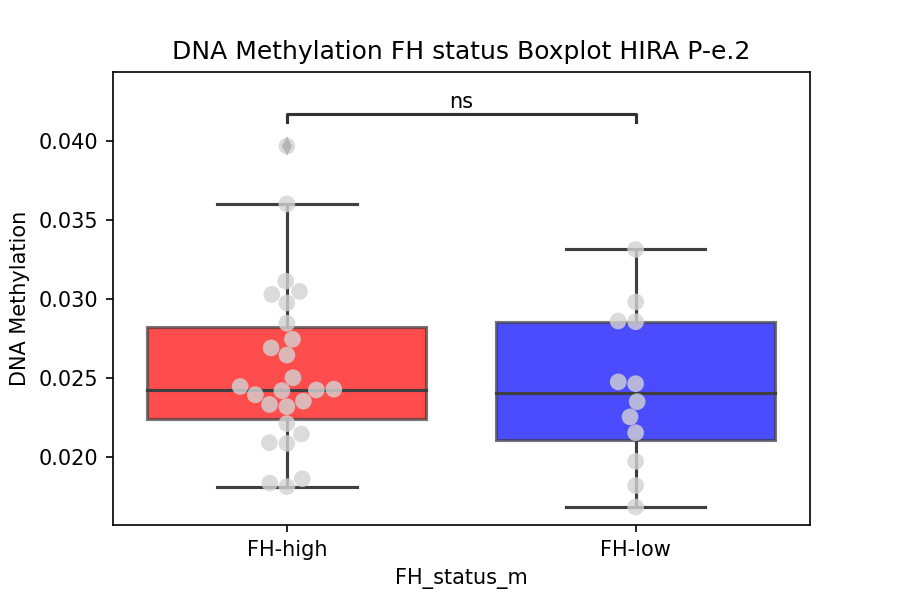 DNA Methylation FH status Boxplot HIRA P-e.2
ns
0.040
0.035
0.030
0.025
0.020
DNA Methylation
FH-high
FH-low
FH_status_m